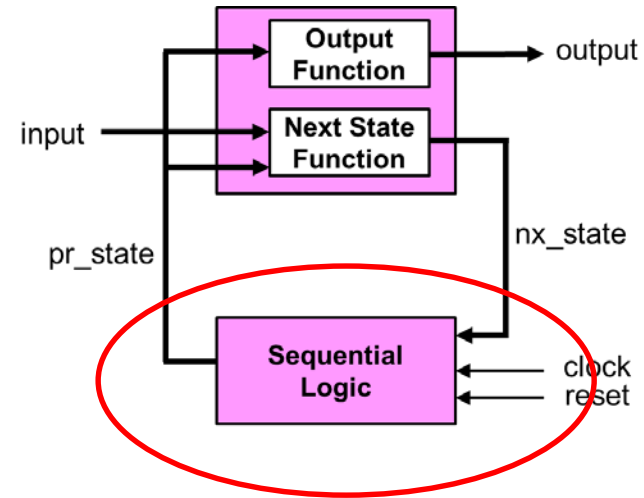 Output
Function
output
input
Next State
Function
pr_state
nx_state
Sequential
Logic
clock
reset